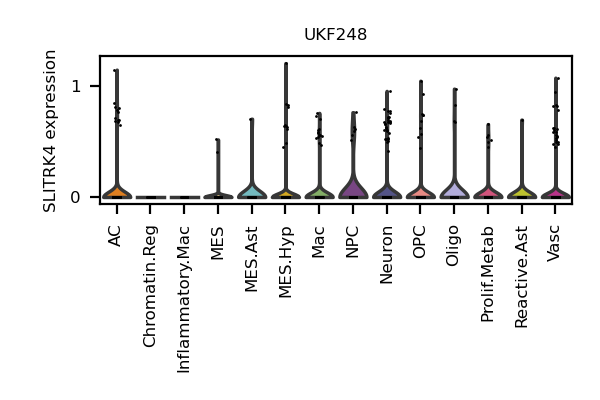 UKF248
SLITRK4 expression
1
0
AC
Chromatin.Reg
Inflammatory.Mac
MES
MES.Ast
MES.Hyp
Mac
NPC
Neuron
OPC
Oligo
Prolif.Metab
Reactive.Ast
Vasc